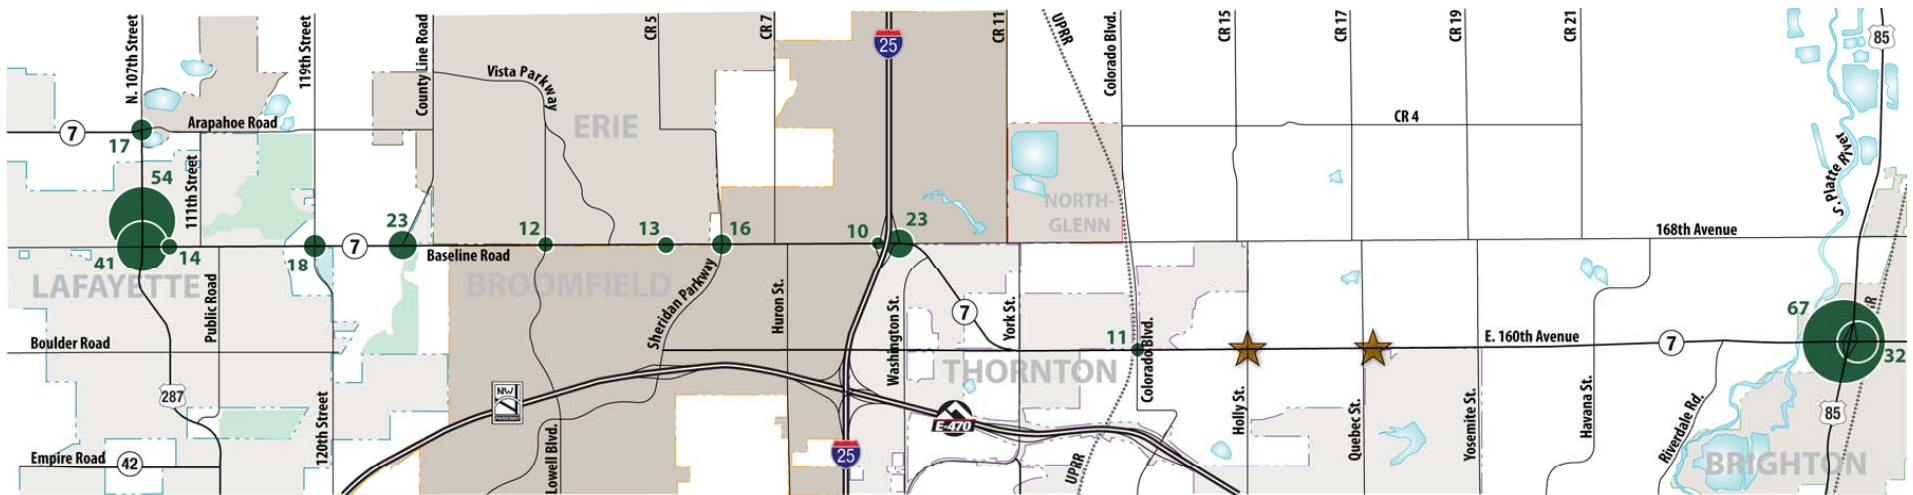 N. 107th Street
119th Street
County Line Road
CR 5
CR 7
25
CR 11
UPRR
Colorado Blvd.
CR 15
CR 17
CR 19
CR 21
85
Vista Parkway
7
Arapahoe Road
17
ERIE
CR 4
54
111th Street
S. Platte River
NORTH-
GLENN
23
12
13
16
10
23
168th Avenue
41
14
18
7
Baseline Road
LAFAYETTE
BROOMFIELD
Public Road
Sheridan Parkway
Huron St.
Washington St.
7
York St.
11
Colorado Blvd.
67
R
Boulder Road
E. 160th Avenue
7
32
THORNTON
287
NW
PARKWAY
E-470
Holly St.
Quebec St.
Yosemite St.
Havana St.
Riverdale Rd.
85
120th Street
Lowell Blvd.
25
UPRR
Empire Road
42
BRIGHTON